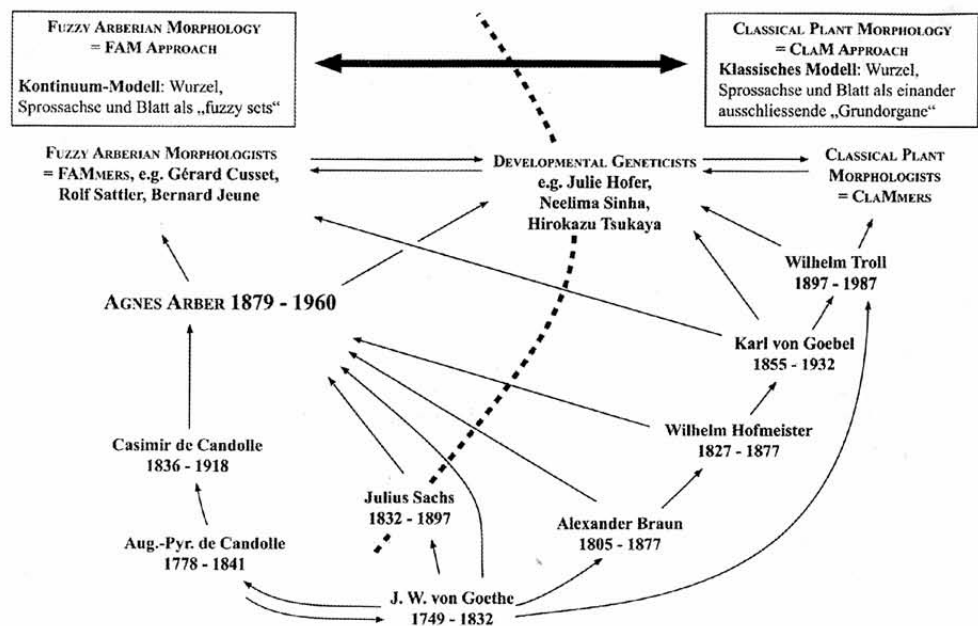 FUZZY ARBERIAN MORPHOLOGY
= FAM APPROACH
Kontinuum-Modell: Wurzel,
Sprossachse und Blatt als „fuzzy sets“
CLASSICAL PLANT MORPHOLOGY
= CLAM APPROACH
Klassisches Modell: Wurzel,
Sprossachse und Blatt als einander
ausschliessende „Grundorgane“
FUZZY ARBERIAN MORPHOLOGISTS
= FAMMERS, e.g. Gérard Cusset,
Rolf Sattler, Bernard Jeune
DEVELOPMENTAL GENETICISTS
e.g. Julie Hofer,
Neelima Sinha,
Hirokazu Tsukaya
CLASSICAL PLANT
MORPHOLOGISTS
= CLAMMERS
Wilhelm Troll
1897 - 1987
AGNES ARBER 1879 - 1960
Karl von Goebel
1855 - 1932
Wilhelm Hofmeister
1827 - 1877
Casimir de Candolle
1836 - 1918
Julius Sachs
1832 - 1897
Alexander Braun
1805 - 1877
Aug.-Pyr. de Candolle
1778 - 1841
J. W. von Goethe
1749 - 1832